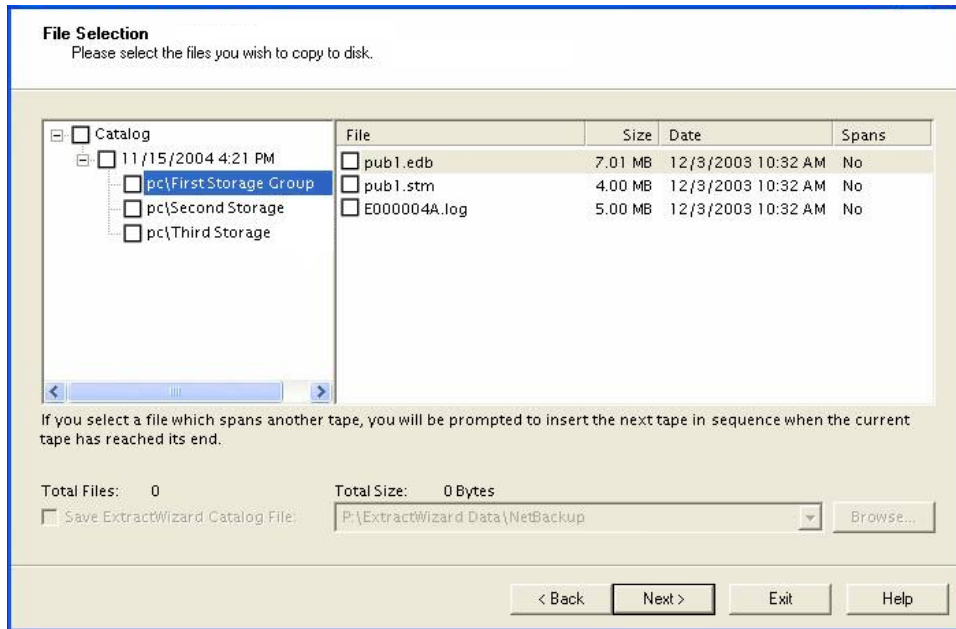 File Selection
Please select the files you wish to copy to disk.
Catalog
11/15/2004 4:21 PM
pc\First Storage Group
pc\Second Storage
pc\Third Storage
File Size Date Spans
pub1.edb 7.01 MB 12/3/2003 10:32 AM No
pub1.stm 4.00 MB 12/3/2003 10:32 AM No
E000004A.log 5.00 MB 12/3/2003 10:32 AM No
If you select a file which spans another tape, you will be prompted to insert the next tape in sequence when the current
tape has reached its end.
Total Files: 0 Total Size: 0 Bytes
Save ExtractWizard Catalog File: P:\ExtractWizard Data\NetBackup Browse...
< Back Next > Exit Help